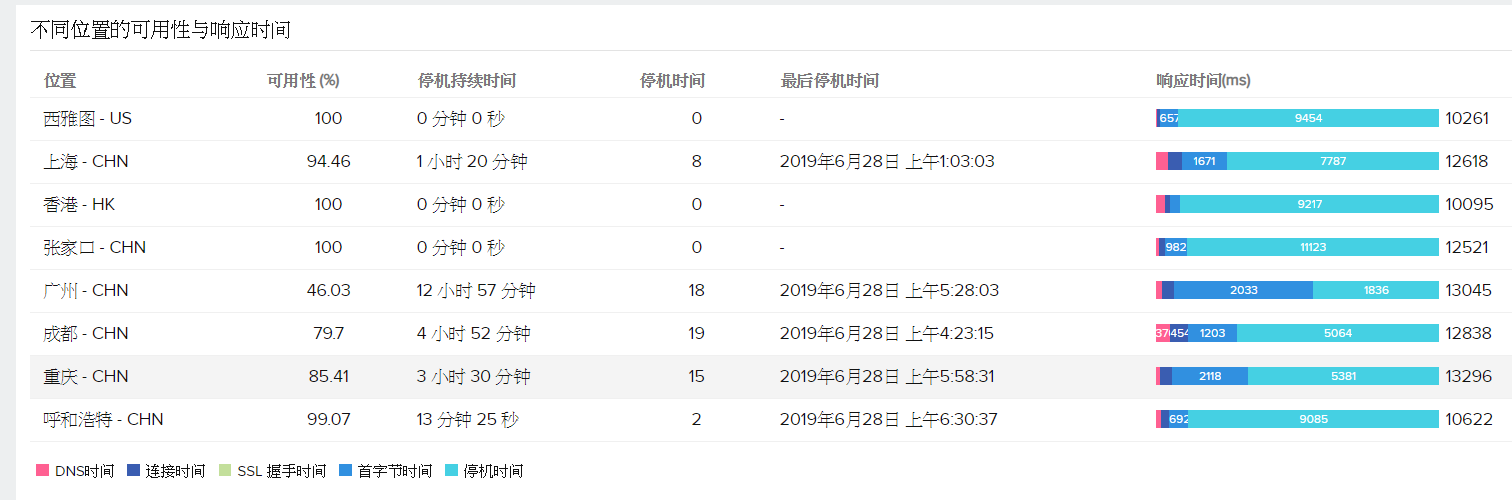 不同位置的可用性与响应时间
位置 可用性 (%) 停机持续时间 停机时间 最后停机时间 响应时间(ms)
西雅图 - US 100 0 分钟 0 秒 0 - 657 9454 10261
上海 - CHN 94.46 1 小时 20 分钟 8 2019年6月28日 上午1:03:03 1671 7787 12618
香港 - HK 100 0 分钟 0 秒 0 - 9217 10095
张家口 - CHN 100 0 分钟 0 秒 0 - 982 11123 12521
广州 - CHN 46.03 12 小时 57 分钟 18 2019年6月28日 上午5:28:03 2033 1836 13045
成都 - CHN 79.7 4 小时 52 分钟 19 2019年6月28日 上午4:23:15 454 1203 5064 12838
重庆 - CHN 85.41 3 小时 30 分钟 15 2019年6月28日 上午5:58:31 2118 5381 13296
呼和浩特 - CHN 99.07 13 分钟 25 秒 2 2019年6月28日 上午6:30:37 692 9085 10622
DNS时间 连接时间 SSL 握手时间 首字节时间 停机时间